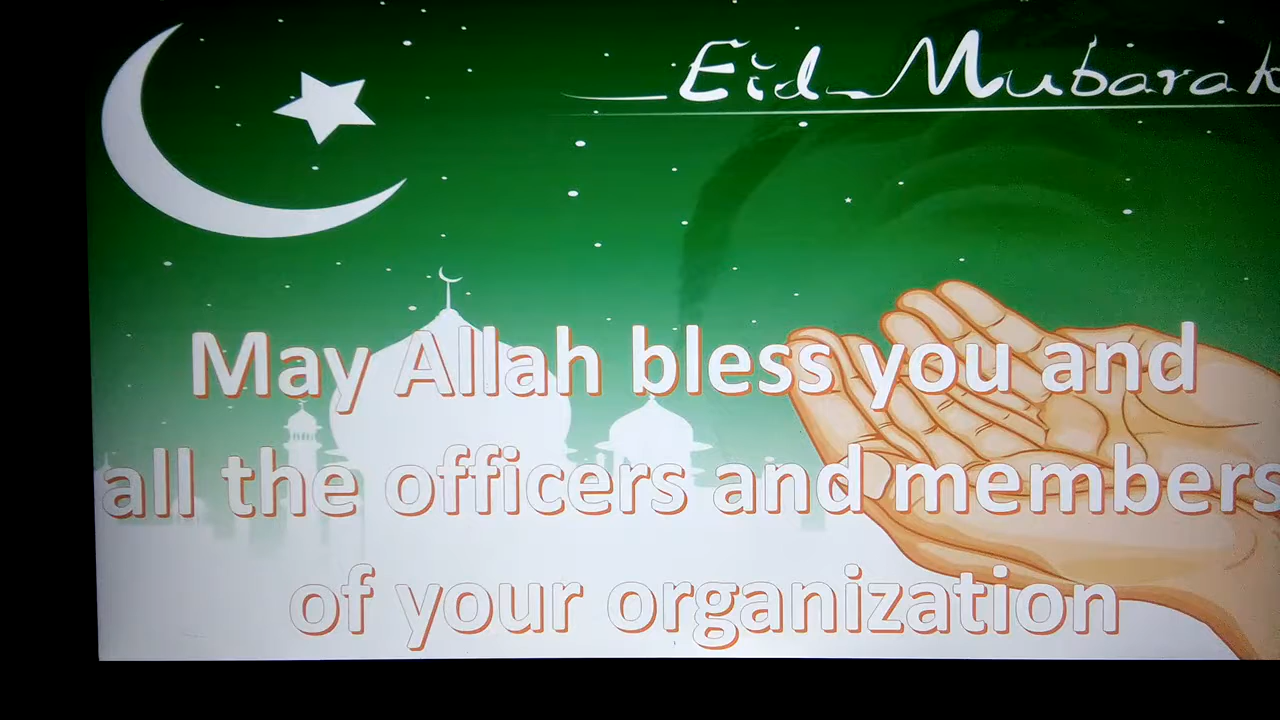 Eid Mubarak
May Allah bless you and
all the officers and members
of your organization